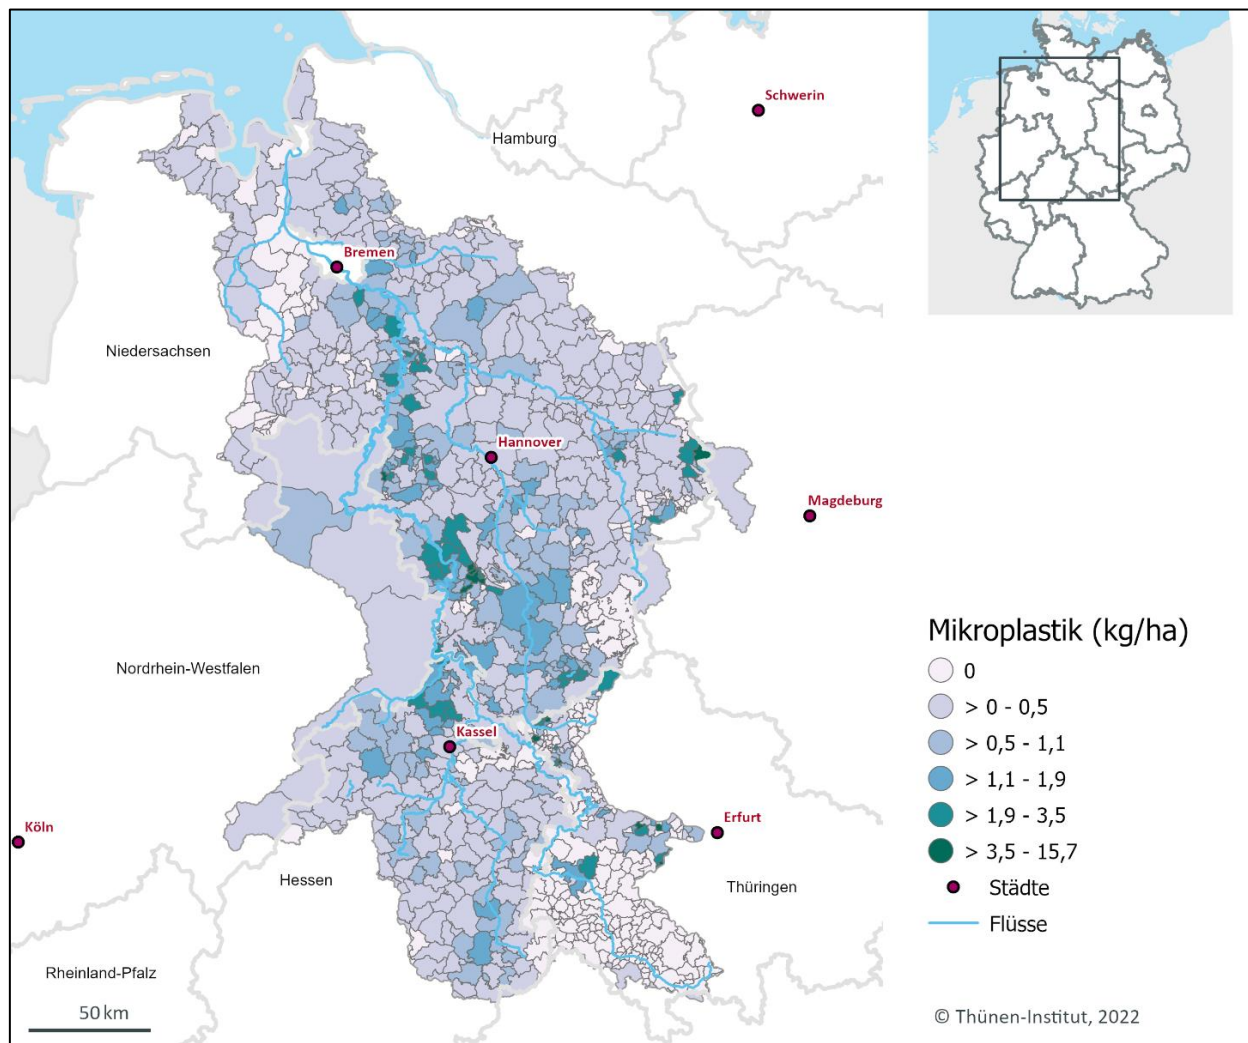 Schwerin
Hamburg
Bremen
Niedersachsen
Hannover
Magdeburg
Nordrhein-Westfalen
Kassel
Köln
Erfurt
Hessen
Thüringen
Rheinland-Pfalz
50 km
Mikroplastik (kg/ha)
0
> 0 - 0,5
> 0,5 - 1,1
> 1,1 - 1,9
> 1,9 - 3,5
> 3,5 - 15,7
Städte
Flüsse
© Thünen-Institut, 2022